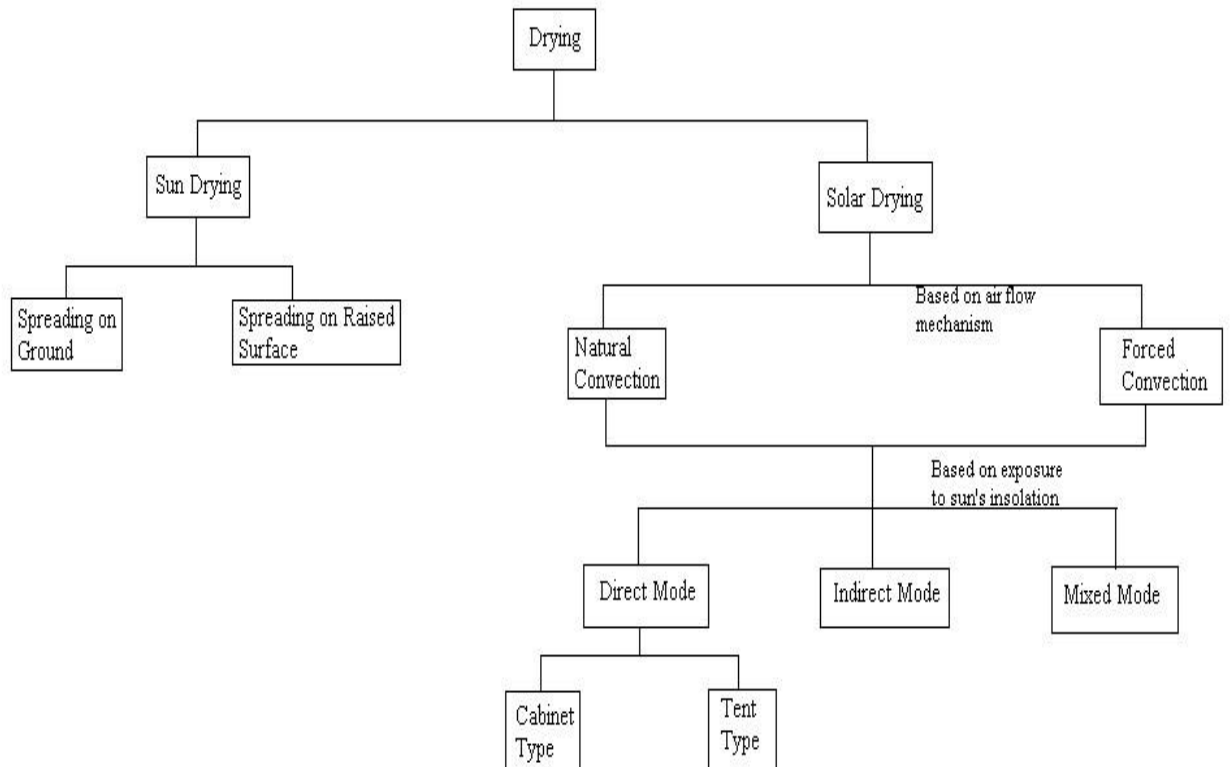 Drying
Sun Drying
Solar Drying
Spreading on
Ground
Spreading on Raised
Surface
Based on air flow
mechanism
Natural
Convection
Forced
Convection
Based on exposure
to sun's insolation
Direct Mode
Indirect Mode
Mixed Mode
Cabinet
Type
Tent
Type